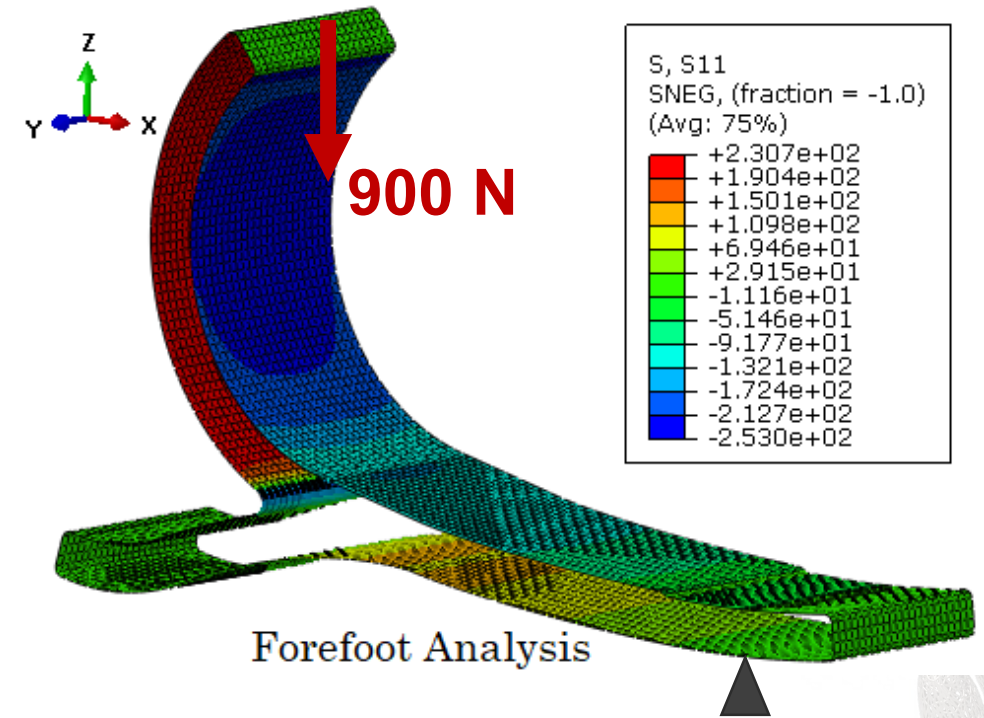 Z
Y
X
900 N
S, S11
SNEG, (fraction = -1.0)
(Avg: 75%)
+2.307e+02
+1.904e+02
+1.501e+02
+1.098e+02
+6.946e+01
+2.915e+01
-1.116e+01
-5.146e+01
-9.177e+01
-1.321e+02
-1.724e+02
-2.127e+02
-2.530e+02
Forefoot Analysis